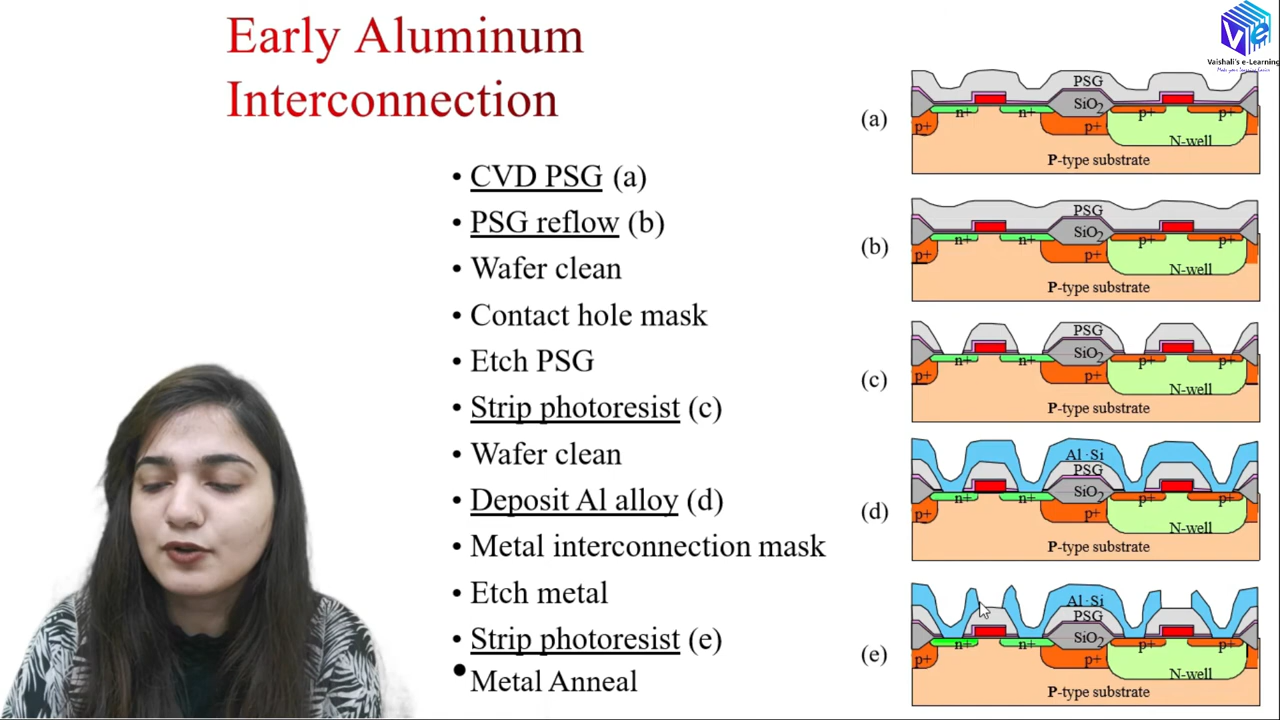 Early Aluminum
Interconnection
Vaishali's e-Learning
• CVD PSG (a)
• PSG reflow (b)
• Wafer clean
• Contact hole mask
• Etch PSG
• Strip photoresist (c)
• Wafer clean
• Deposit Al alloy (d)
• Metal interconnection mask
• Etch metal
• Strip photoresist (e)
• Metal Anneal
(a)
PSG
SiO2
p+ n+ n+ p+ p+ p+
N-well
P-type substrate
(b)
PSG
SiO2
p+ n+ n+ p+ p+ p+
N-well
P-type substrate
(c)
PSG
SiO2
p+ n+ n+ p+ p+ p+
N-well
P-type substrate
(d)
Al·Si
PSG
SiO2
p+ n+ n+ p+ p+ p+
N-well
P-type substrate
(e)
Al·Si
PSG
SiO2
p+ n+ n+ p+ p+ p+
N-well
P-type substrate